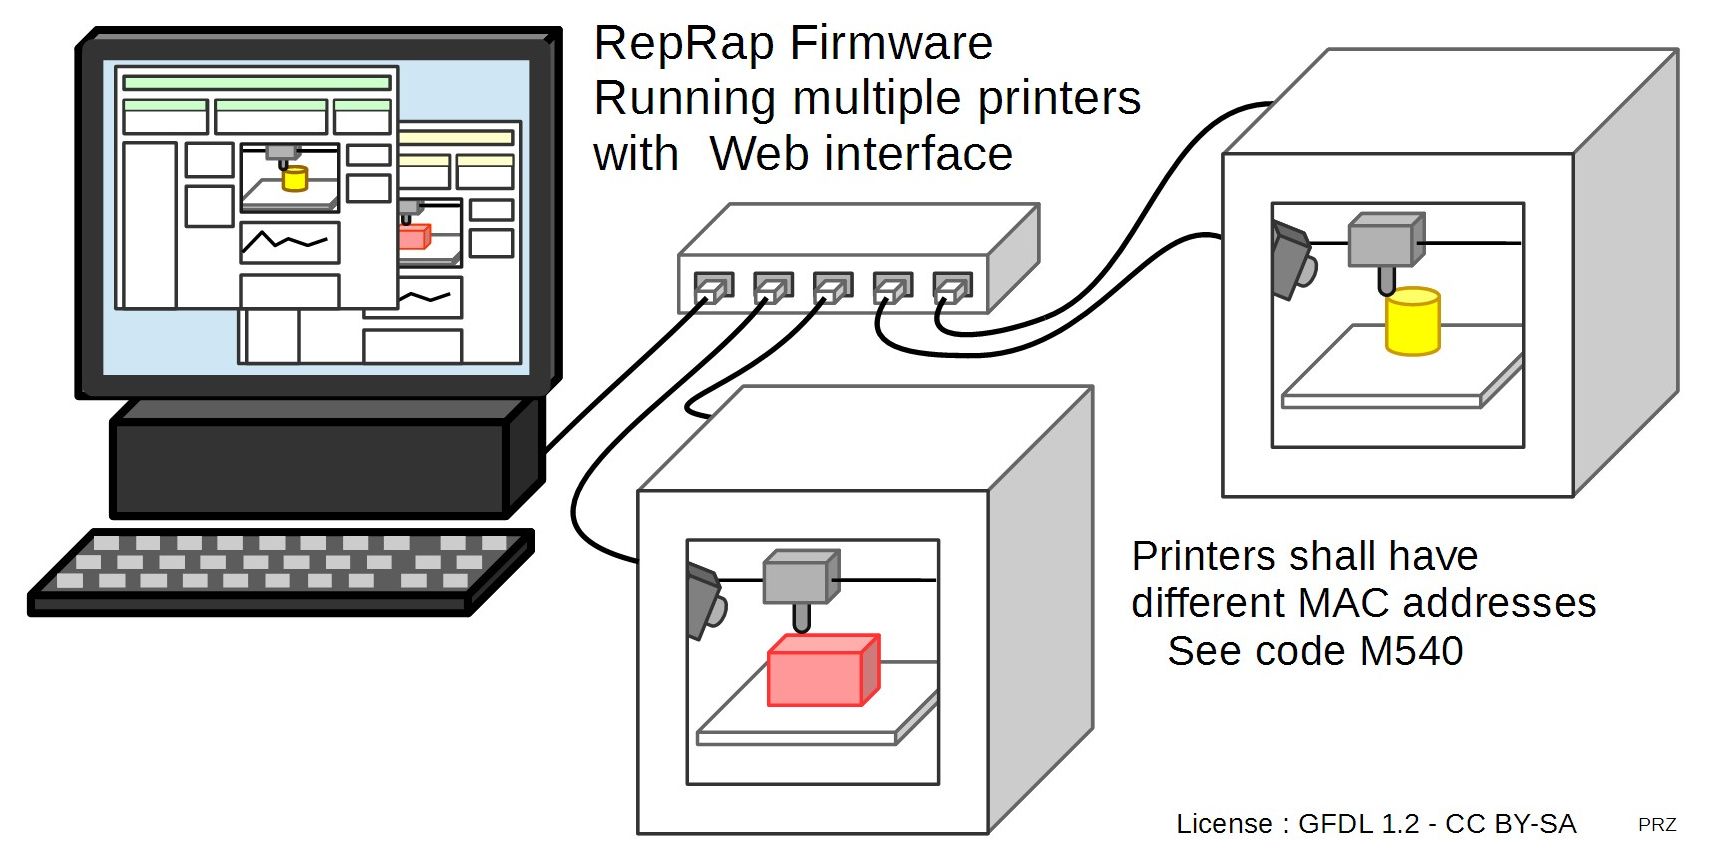 RepRap Firmware
Running multiple printers
with  Web interface
Printers shall have
different MAC addresses
See code M540
License : GFDL 1.2 - CC BY-SA
PRZ